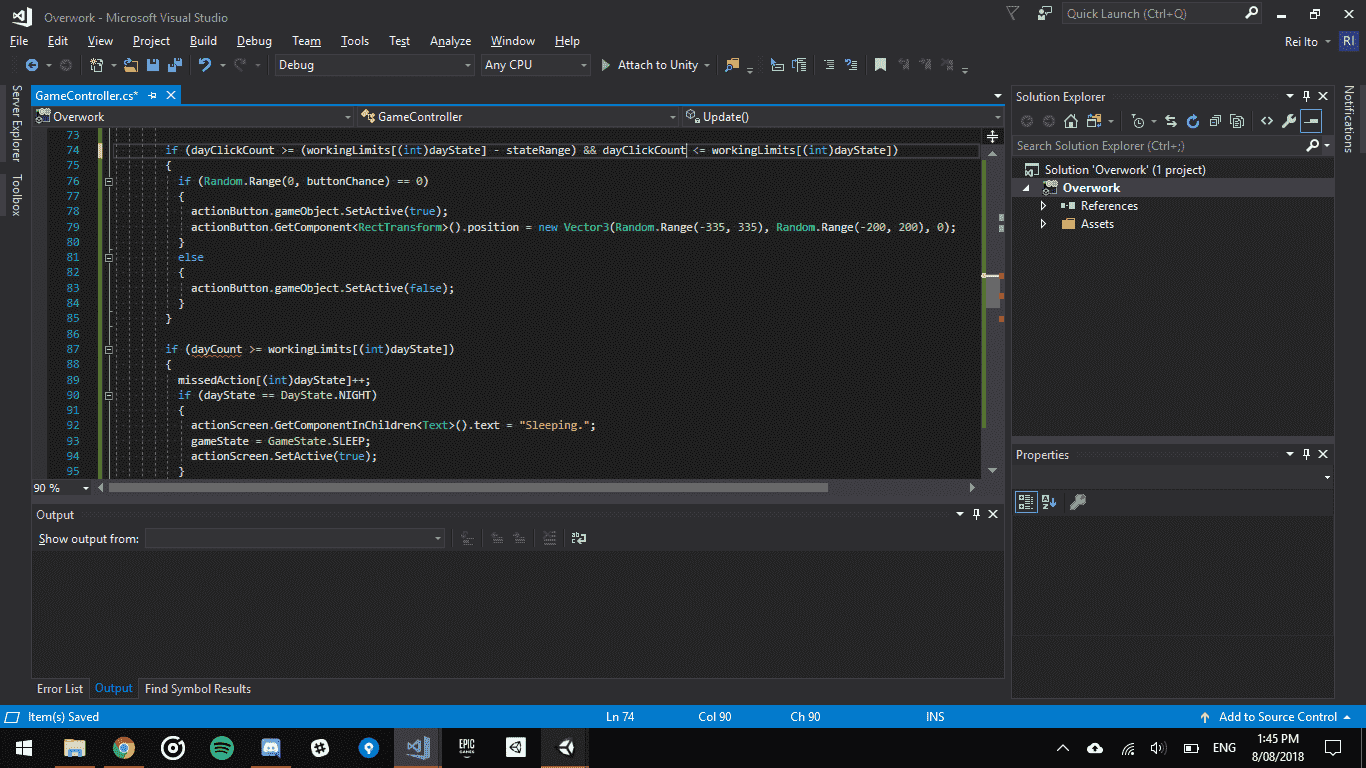 Overwork - Microsoft Visual Studio
Quick Launch (Ctrl+Q)
File Edit View Project Build Debug Team Tools Test Analyze Window Help
Rei Ito RI
Debug Any CPU Attach to Unity
Server Explorer
Toolbox
GameController.cs*
Overwork GameController Update()
73
74 if (dayClickCount >= (workingLimits[(int)dayState] - stateRange) && dayClickCount <= workingLimits[(int)dayState])
75 {
76 if (Random.Range(0, buttonChance) == 0)
77 {
78 actionButton.gameObject.SetActive(true);
79 actionButton.GetComponent<RectTransform>().position = new Vector3(Random.Range(-335, 335), Random.Range(-200, 200), 0);
80 }
81 else
82 {
83 actionButton.gameObject.SetActive(false);
84 }
85 }
86
87 if (dayCount >= workingLimits[(int)dayState])
88 {
89 missedAction[(int)dayState]++;
90 if (dayState == DayState.NIGHT)
91 {
92 actionScreen.GetComponentInChildren<Text>().text = "Sleeping.";
93 gameState = GameState.SLEEP;
94 actionScreen.SetActive(true);
95 }
90 %
Output
Show output from:
Error List Output Find Symbol Results
Solution Explorer
Search Solution Explorer (Ctrl+;)
Solution 'Overwork' (1 project)
Overwork
References
Assets
Properties
Notifications
Item(s) Saved Ln 74 Col 90 Ch 90 INS Add to Source Control
EPIC
GAMES
ENG
1:45 PM
8/08/2018